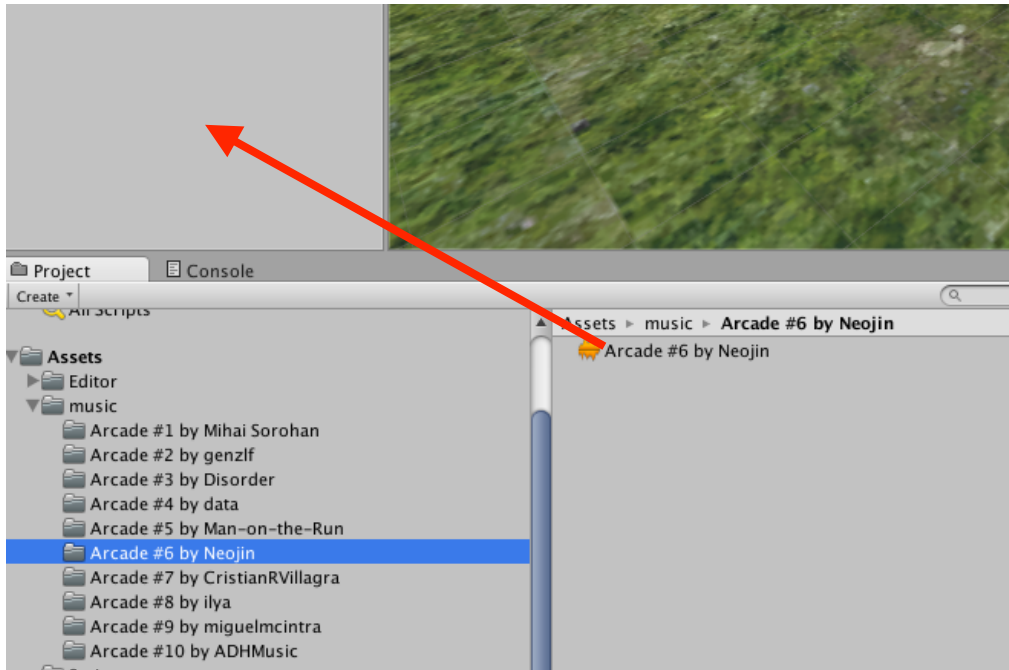 Project
Console
Create
All Scripts
Assets
Editor
music
Arcade #1 by Mihai Sorohan
Arcade #2 by genzlf
Arcade #3 by Disorder
Arcade #4 by data
Arcade #5 by Man-on-the-Run
Arcade #6 by Neojin
Arcade #7 by CristianRVillagra
Arcade #8 by ilya
Arcade #9 by miguelmcintra
Arcade #10 by ADHMusic
Assets music Arcade #6 by Neojin
Arcade #6 by Neojin